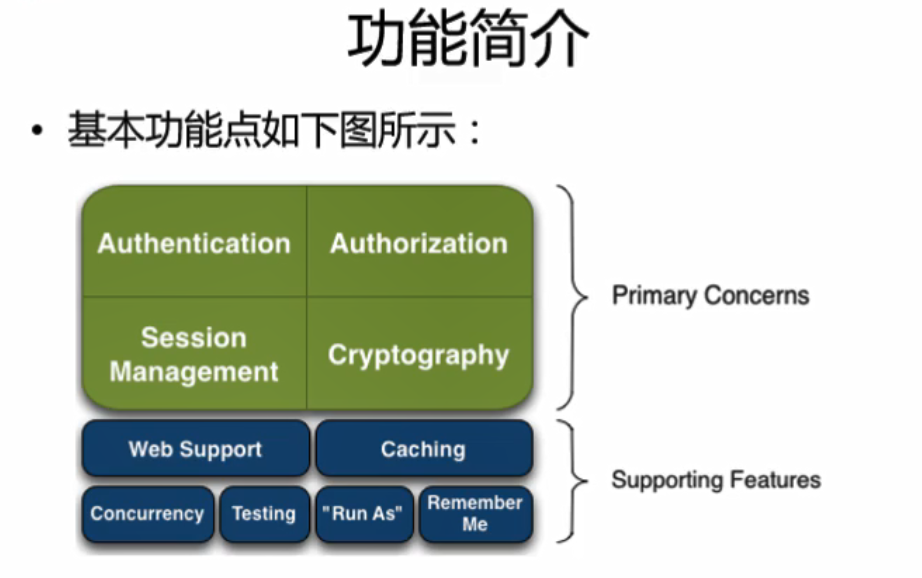 功能简介
• 基本功能点如下图所示：
Authentication
Authorization
Session
Management
Cryptography
Primary Concerns
Web Support
Caching
Concurrency
Testing
"Run As"
Remember
Me
Supporting Features